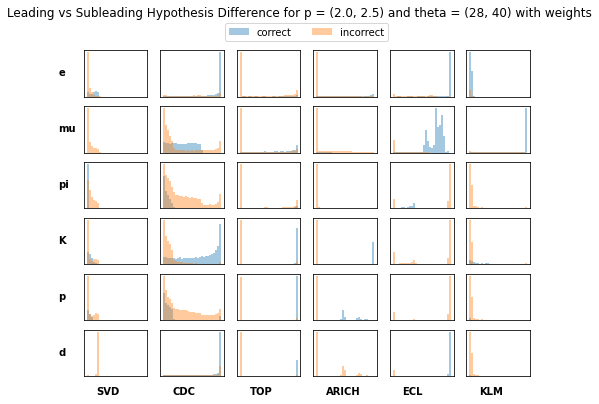 Leading vs Subleading Hypothesis Difference for p = (2.0, 2.5) and theta = (28, 40) with weights
correct incorrect
e
mu
pi
K
p
d
SVD CDC TOP ARICH ECL KLM